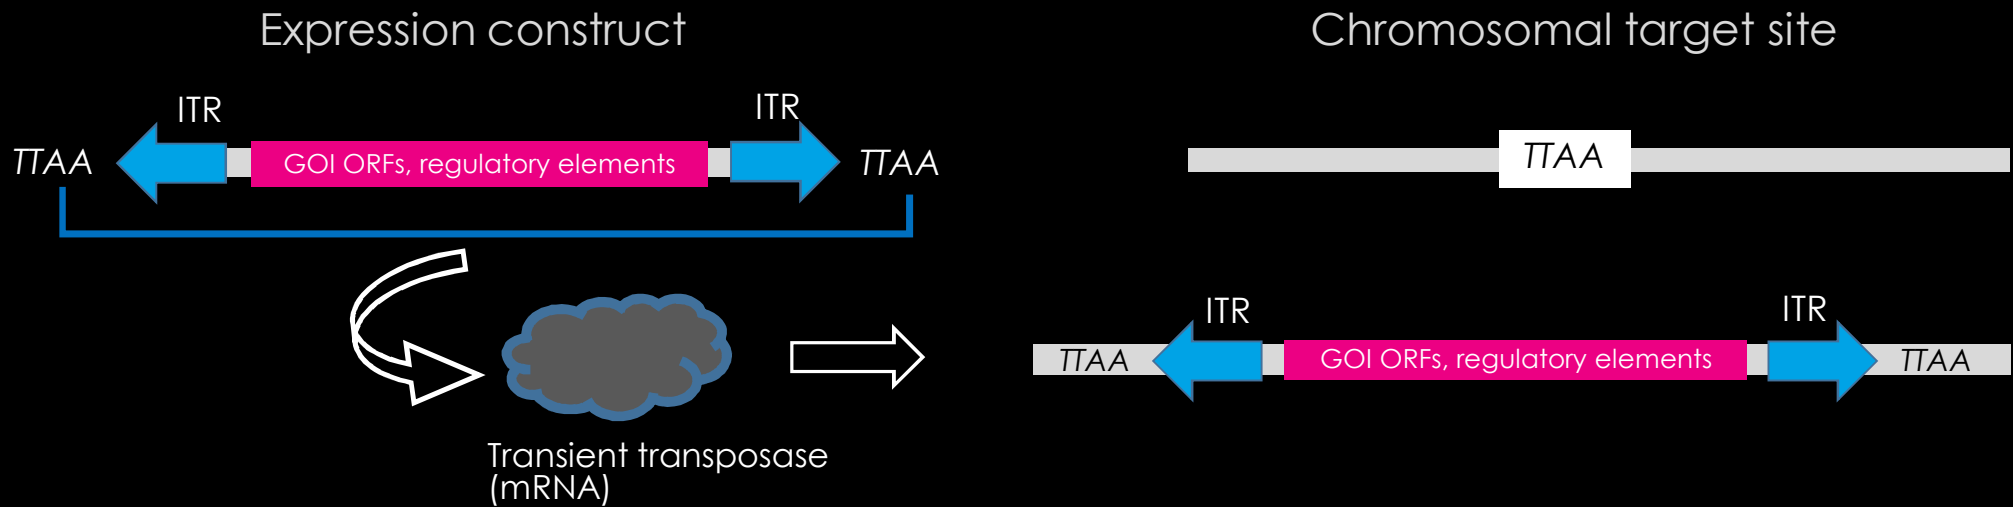 Expression construct
Chromosomal target site
ITR
ITR
TTAA
GOI ORFs, regulatory elements
TTAA
TTAA
ITR
ITR
TTAA
GOI ORFs, regulatory elements
TTAA
Transient transposase
(mRNA)